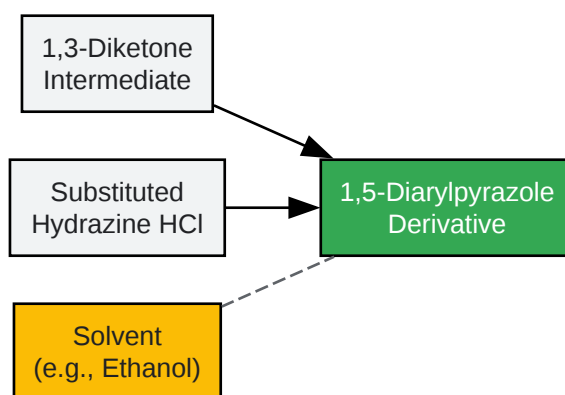 1,3-Diketone
Intermediate
Substituted
Hydrazine HCl
1,5-Diarylpyrazole
Derivative
Solvent
(e.g., Ethanol)